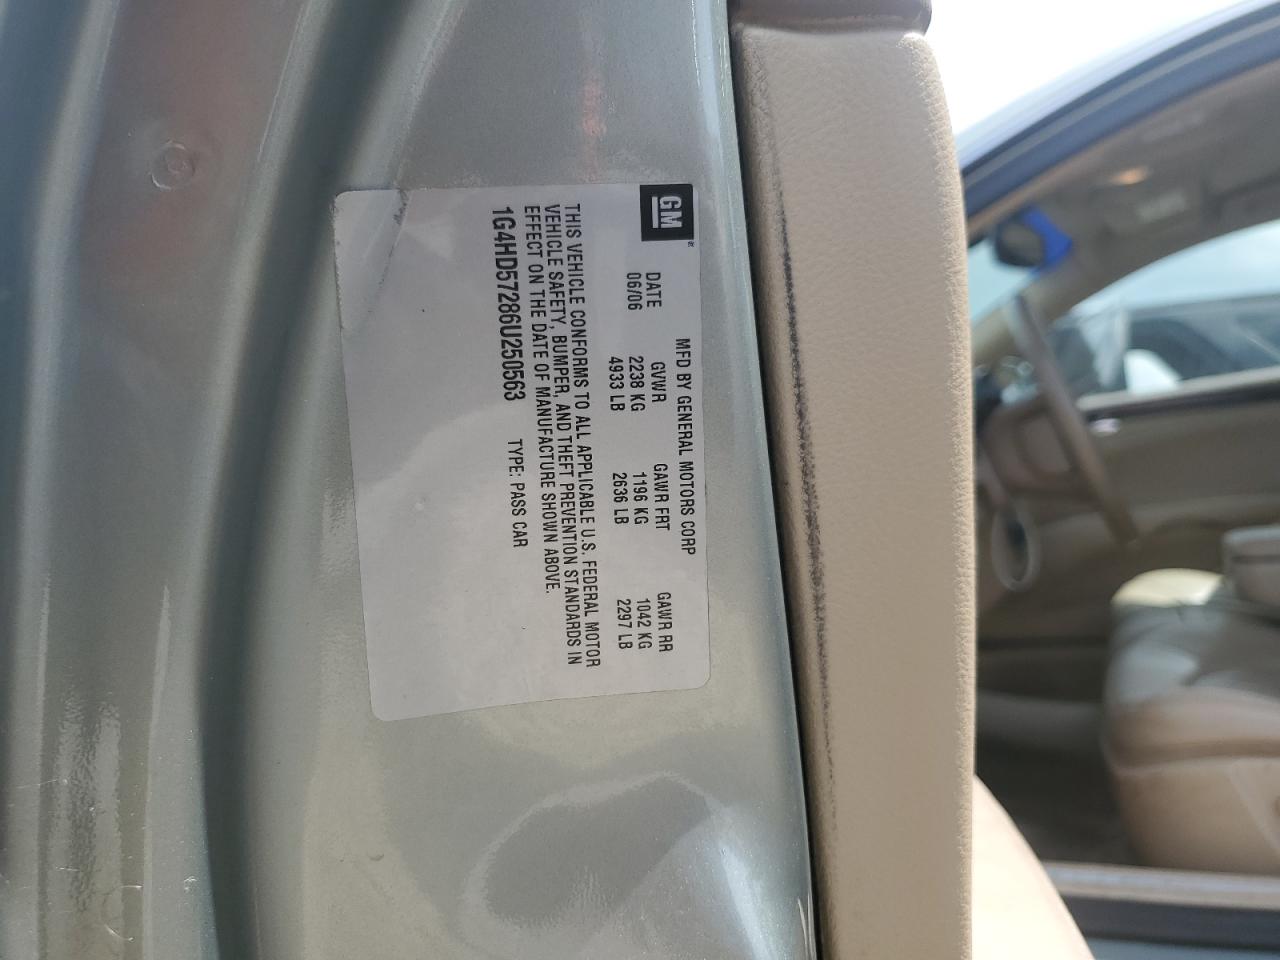 GM
MFD BY GENERAL MOTORS CORP
DATE GVWR GAWR FRT GAWR RR
06/06 2238 KG 1196 KG 1042 KG
4933 LB 2636 LB 2297 LB
THIS VEHICLE CONFORMS TO ALL APPLICABLE U.S. FEDERAL MOTOR
VEHICLE SAFETY, BUMPER, AND THEFT PREVENTION STANDARDS IN
EFFECT ON THE DATE OF MANUFACTURE SHOWN ABOVE.
1G4HD57286U250563 TYPE: PASS CAR